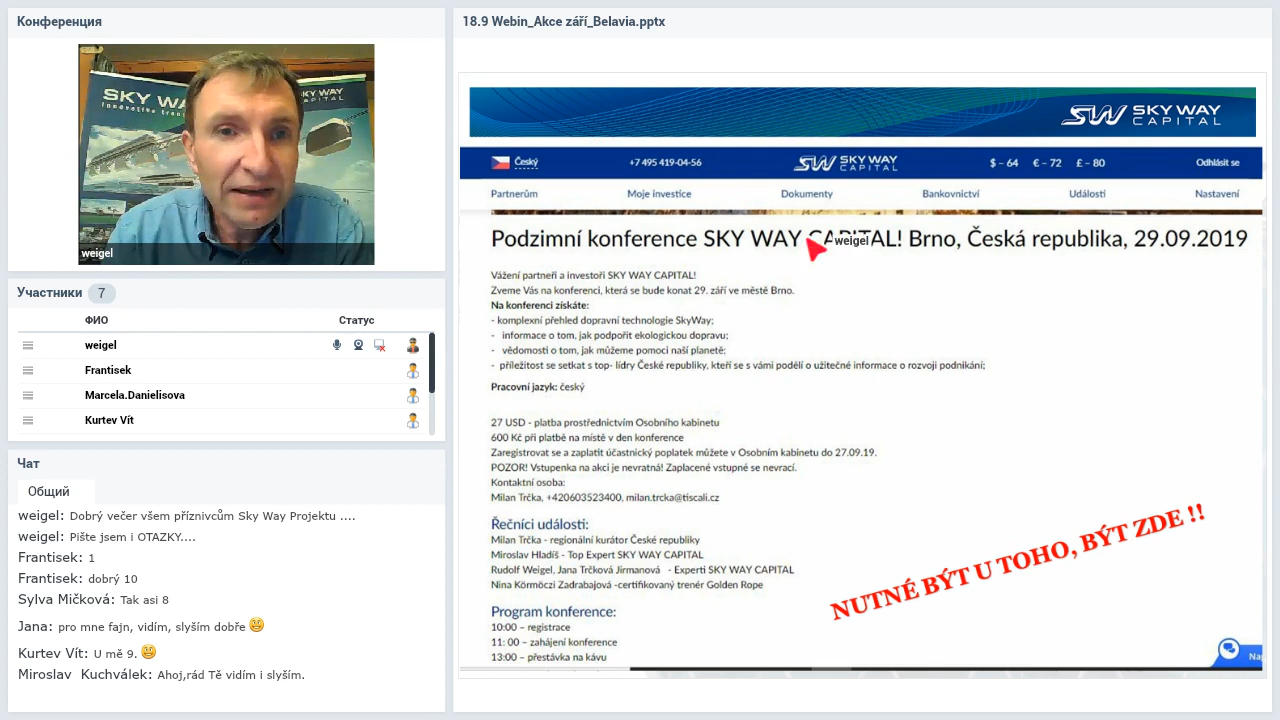 Конференция
SKY WAY
CAPITAL
weigel
Участники 7
ФИО Статус
weigel
Frantisek
Marcela.Danielisova
Kurtev Vít
Чат
Общий
weigel: Dobrý večer všem příznivcům Sky Way Projektu ....
weigel: Pište jsem i OTAZKY....
Frantisek: 1
Frantisek: dobrý 10
Sylva Mičková: Tak asi 8
Jana: pro mne fajn, vidím, slyším dobře
Kurtev Vít: U mě 9.
Miroslav Kuchválek: Ahoj,rád Tě vidím i slyším.
18.9 Webin_Akce září_Belavia.pptx
SW SKY WAY CAPITAL
Český +7 495 419-04-56 SW SKY WAY CAPITAL $ – 64 € – 72 £ – 80 Odhlásit se
Partnerům Moje investice Dokumenty Bankovnictví Události Nastavení
Podzimní konference SKY WAY CAPITAL! Brno, Česká republika, 29.09.2019
weigel
Vážení partneři a investoři SKY WAY CAPITAL!
Zveme Vás na konferenci, která se bude konat 29. září ve městě Brno.
Na konferenci získáte:
- komplexní přehled dopravní technologie SkyWay;
- informace o tom, jak podpořit ekologickou dopravu;
- vědomosti o tom, jak můžeme pomoci naší planetě;
- příležitost se setkat s top- lídry České republiky, kteří se s vámi podělí o užitečné informace o rozvoji podnikání;
Pracovní jazyk: český
27 USD - platba prostřednictvím Osobního kabinetu
600 Kč při platbě na místě v den konference
Zaregistrovat se a zaplatit účastnický poplatek můžete v Osobním kabinetu do 27.09.19.
POZOR! Vstupenka na akci je nevratná! Zaplacené vstupné se nevrací.
Kontaktní osoba:
Milan Trčka, +420603523400, milan.trcka@tiscali.cz
Řečníci události:
Milan Trčka - regionální kurátor České republiky
Miroslav Hladíš - Top Expert SKY WAY CAPITAL
Rudolf Weigel, Jana Trčková Jirmanová - Experti SKY WAY CAPITAL
Nina Körmöczi Zadrabajová -certifikovaný trenér Golden Rope
NUTNÉ BÝT U TOHO, BÝT ZDE !!
Program konference:
10:00 – registrace
11: 00 – zahájení konference
13:00 – přestávka na kávu